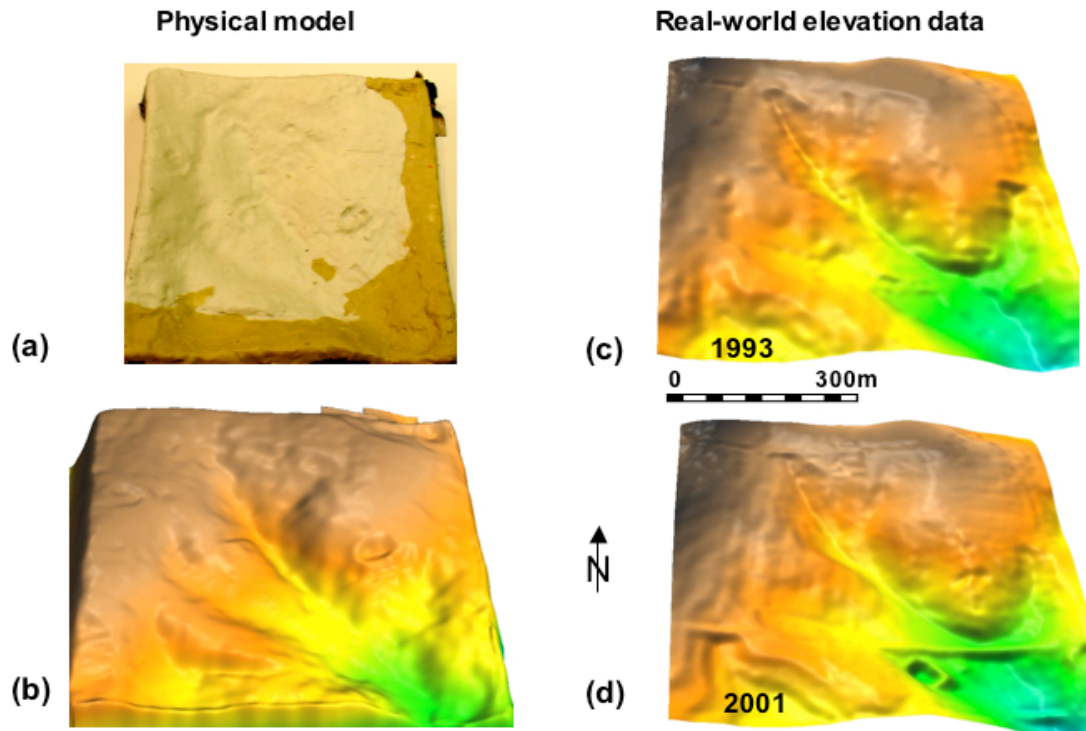 Physical model
Real-world elevation data
(a)
(c)
1993
0 300m
(b)
N
(d)
2001